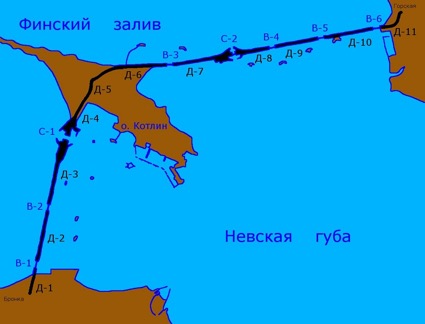 Горская
Финский залив
С-2
В-6
В-5
В-4
В-3
Д-11
Д-10
Д-9
Д-8
Д-7
Д-6
Д-5
Д-4
С-1
о. Котлин
Д-3
В-2
Д-2
Невская губа
В-1
Д-1
Бронка